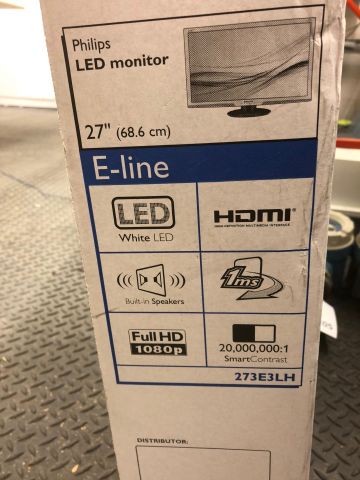 Philips
LED monitor
27" (68.6 cm)
E-line
LED
White LED
HDMI
HIGH-DEFINITION MULTIMEDIA INTERFACE
Built-in Speakers
1ms
Full HD
1080p
20,000,000:1
SmartContrast
273E3LH
DISTRIBUTOR: